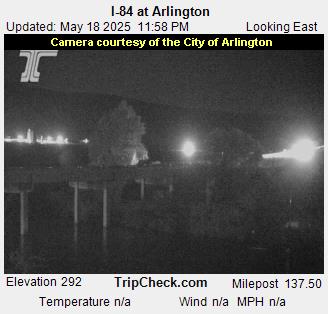 I-84 at Arlington
Updated: May 18 2025 11:58 PM Looking East
Camera courtesy of the City of Arlington
Elevation 292 TripCheck.com Milepost 137.50
Temperature n/a Wind n/a MPH n/a